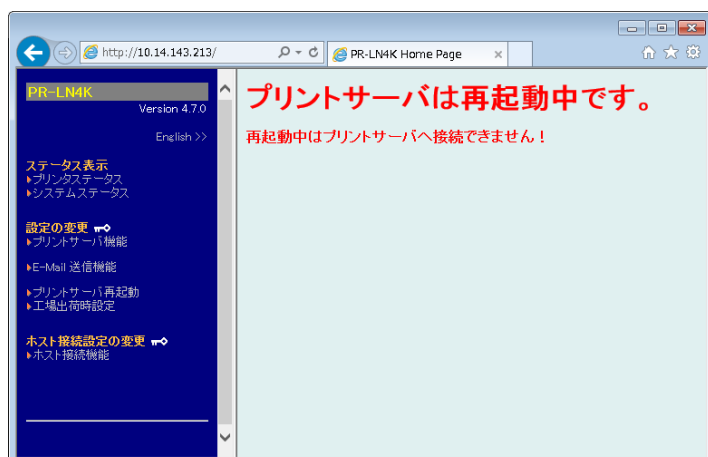 http://10.14.143.213/
PR-LN4K Home Page
PR-LN4K
Version 4.7.0
English >>
ステータス表示
プリンタステータス
システムステータス
設定の変更
プリントサーバ機能
E-Mail 送信機能
プリントサーバ再起動
工場出荷時設定
ホスト接続設定の変更
ホスト接続機能
プリントサーバは再起動中です。
再起動中はプリントサーバへ接続できません！